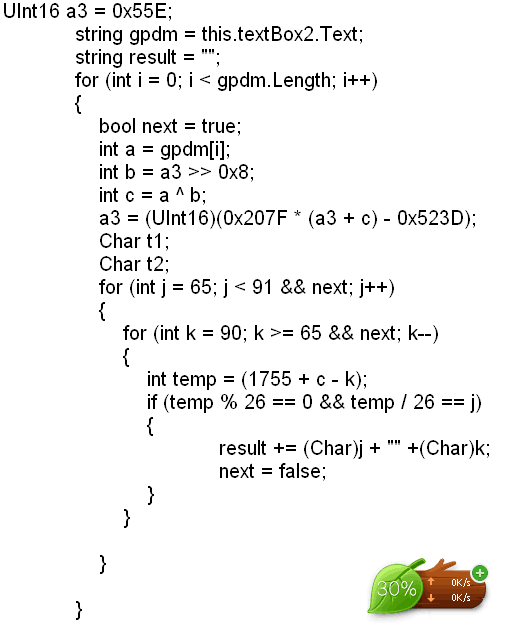 UInt16 a3 = 0x55E;
string gpdm = this.textBox2.Text;
string result = "";
for (int i = 0; i < gpdm.Length; i++)
{
bool next = true;
int a = gpdm[i];
int b = a3 >> 0x8;
int c = a ^ b;
a3 = (UInt16)(0x207F * (a3 + c) - 0x523D);
Char t1;
Char t2;
for (int j = 65; j < 91 && next; j++)
{
for (int k = 90; k >= 65 && next; k--)
{
int temp = (1755 + c - k);
if (temp % 26 == 0 && temp / 26 == j)
{
result += (Char)j + "" +(Char)k;
next = false;
}
}
}
}
30%
0K/s
0K/s